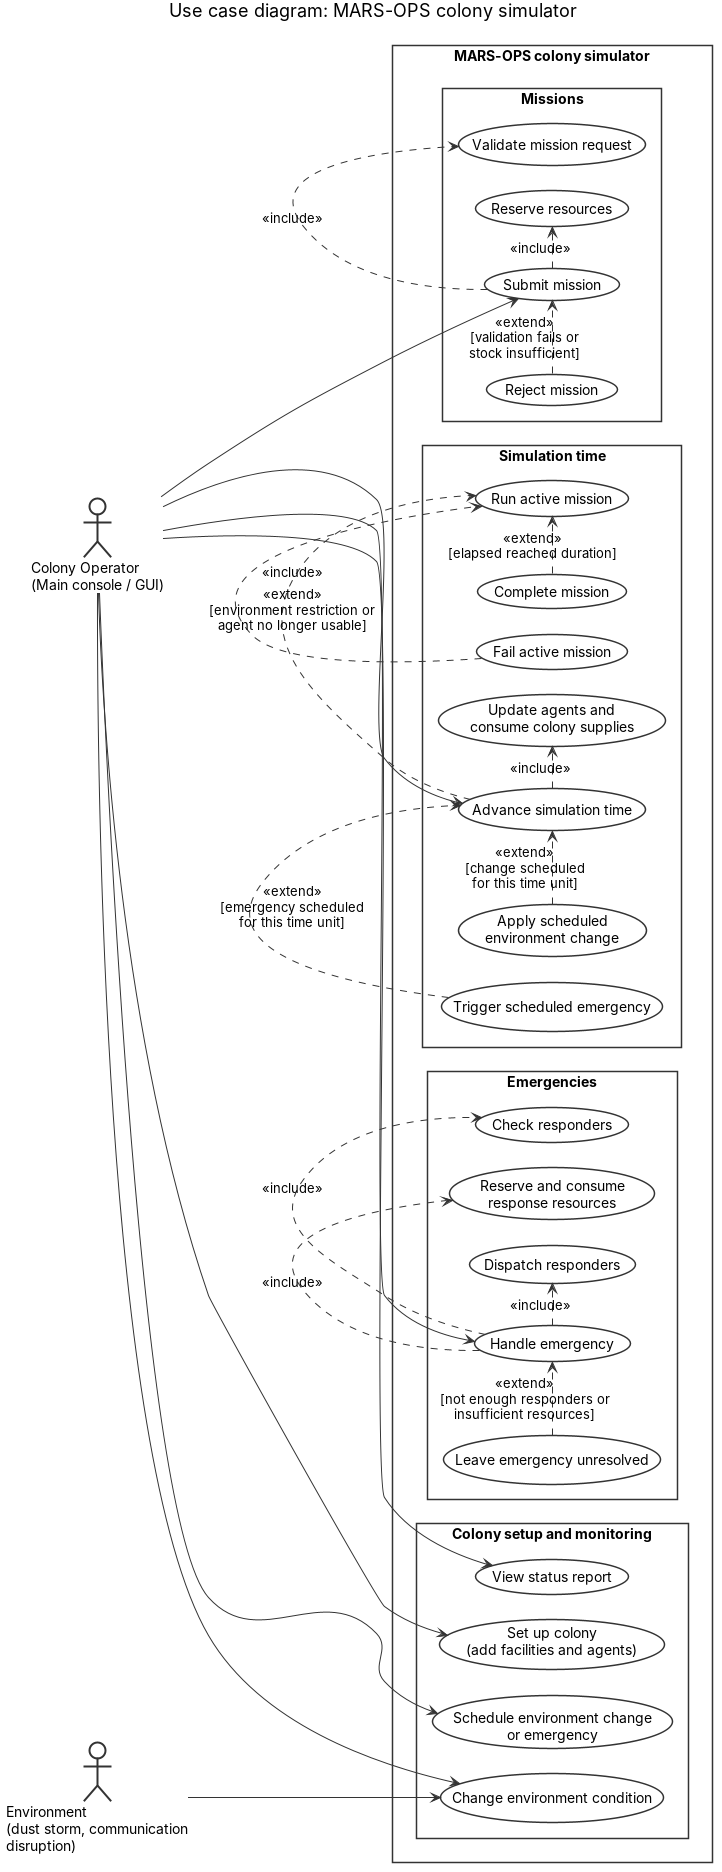 Use case diagram: MARS-OPS colony simulator
MARS-OPS colony simulator
Missions
Validate mission request
«include»
Reserve resources
«include»
Submit mission
«extend»
[validation fails or
stock insufficient]
Reject mission
Simulation time
Run active mission
Colony Operator
(Main console / GUI)
«extend»
[elapsed reached duration]
«include»
Complete mission
«extend»
[environment restriction or
agent no longer usable]
Fail active mission
Update agents and
consume colony supplies
«include»
Advance simulation time
«extend»
[change scheduled
for this time unit]
«extend»
[emergency scheduled
for this time unit]
Apply scheduled
environment change
Trigger scheduled emergency
Emergencies
Check responders
«include»
Reserve and consume
response resources
Dispatch responders
«include»
«include»
Handle emergency
«extend»
[not enough responders or
insufficient resources]
Leave emergency unresolved
Colony setup and monitoring
View status report
Set up colony
(add facilities and agents)
Schedule environment change
or emergency
Change environment condition
Environment
(dust storm, communication
disruption)